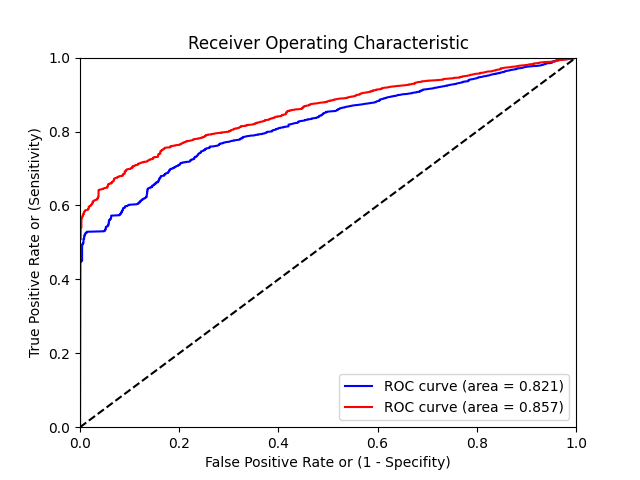 Receiver Operating Characteristic
True Positive Rate or (Sensitivity)
1.0
0.8
0.6
0.4
0.2
0.0
ROC curve (area = 0.821)
ROC curve (area = 0.857)
0.0 0.2 0.4 0.6 0.8 1.0
False Positive Rate or (1 - Specifity)